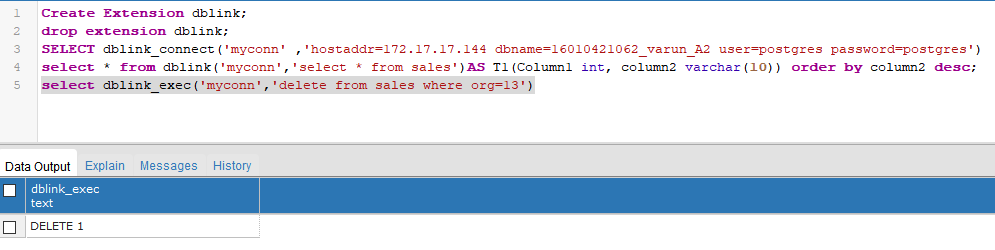 1 Create Extension dblink;
2 drop extension dblink;
3 SELECT dblink_connect('myconn' ,'hostaddr=172.17.17.144 dbname=16010421062_varun_A2 user=postgres password=postgres')
4 select * from dblink('myconn','select * from sales')AS T1(Column1 int, column2 varchar(10)) order by column2 desc;
5 select dblink_exec('myconn','delete from sales where org=13')
Data Output Explain Messages History
dblink_exec
text
DELETE 1